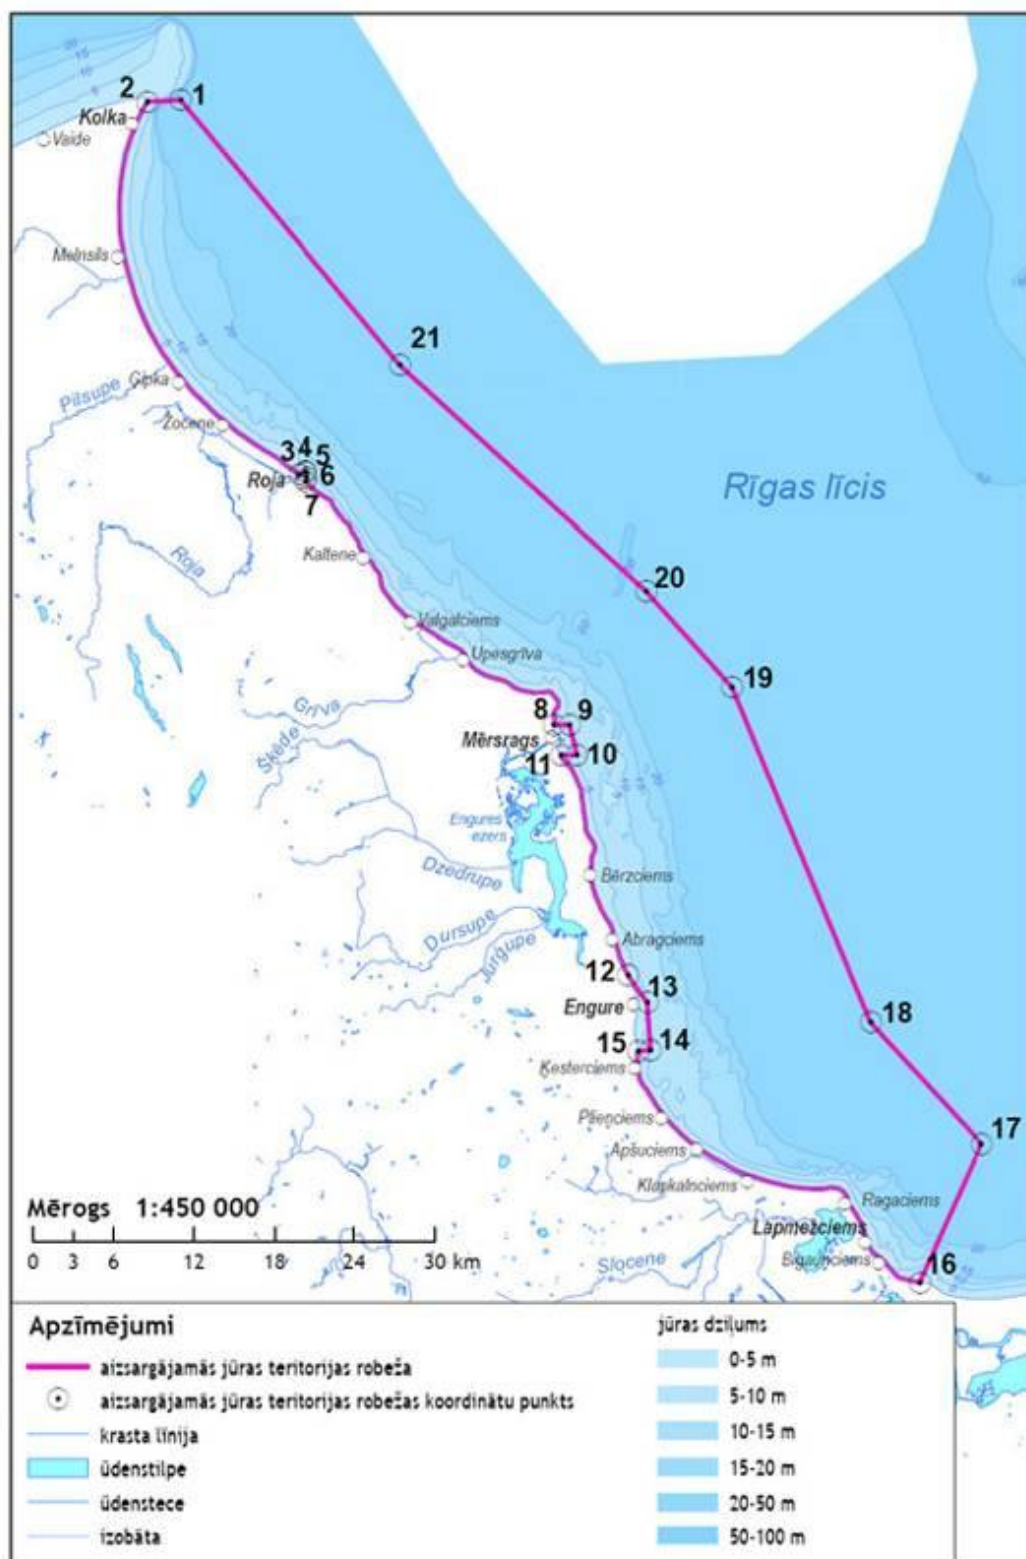 2
1
Kolka
Vaide
Melnsils
21
Ģipka
Pilsupe
Žocene
3
4
5
6
7
Roja
Rīgas līcis
Roja
Kaltene
20
Valgalciems
Upesgrīva
19
Grīva
8
9
Šķēde
Mērsrags
10
11
Engures
ezers
Dzedrupe
Bērzciems
Dursupe
Jurģupe
Abragciems
12
13
Engure
18
15
14
Ķesterciems
17
Plieņciems
Apšuciems
Klapkalnciems
Mērogs 1:450 000
Ragaciems
Lapmežciems
Bigauņciems
Slocene
16
0 3 6 12 18 24 30 km
Apzīmējumi
aizsargājamās jūras teritorijas robeža
aizsargājamās jūras teritorijas robežas koordinātu punkts
krasta līnija
ūdenstilpe
ūdenstece
izobāta
jūras dziļums
0-5 m
5-10 m
10-15 m
15-20 m
20-50 m
50-100 m